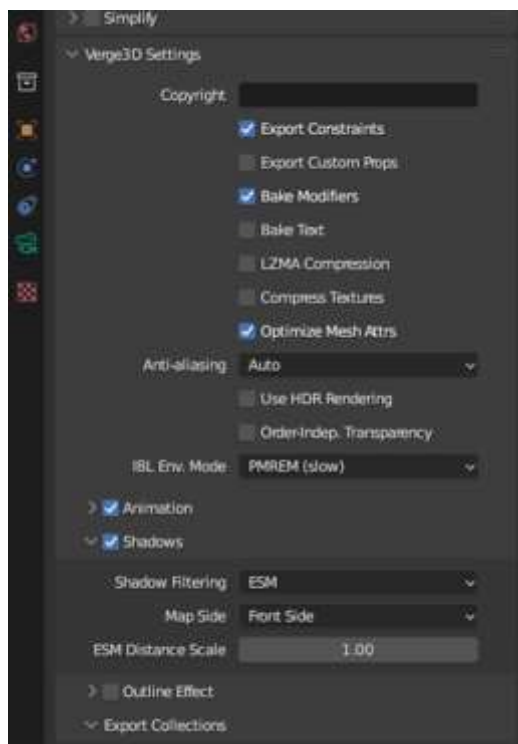 Simplify
Verge3D Settings
Copyright
Export Constraints
Export Custom Props
Bake Modifiers
Bake Text
LZMA Compression
Compress Textures
Optimize Mesh Attrs
Anti-aliasing Auto
Use HDR Rendering
Order-Indep. Transparency
IBL Env. Mode PMREM (slow)
Animation
Shadows
Shadow Filtering ESM
Map Side Front Side
ESM Distance Scale 1.00
Outline Effect
Export Collections